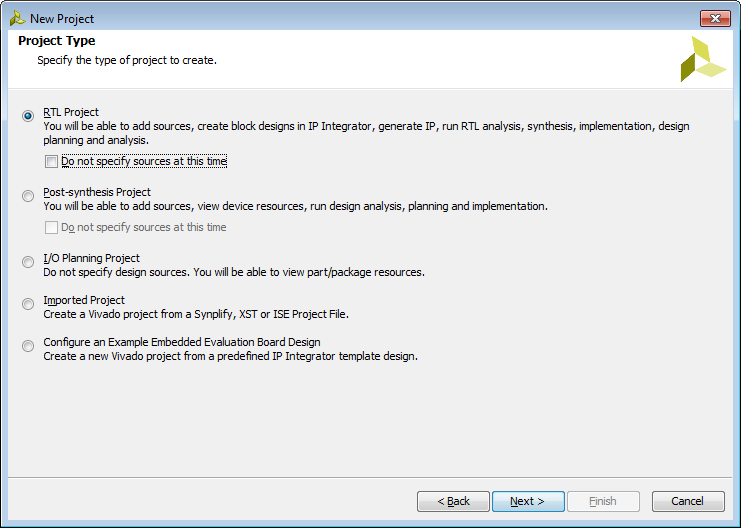 New Project
Project Type
Specify the type of project to create.
RTL Project
You will be able to add sources, create block designs in IP Integrator, generate IP, run RTL analysis, synthesis, implementation, design
planning and analysis.
Do not specify sources at this time
Post-synthesis Project
You will be able to add sources, view device resources, run design analysis, planning and implementation.
Do not specify sources at this time
I/O Planning Project
Do not specify design sources. You will be able to view part/package resources.
Imported Project
Create a Vivado project from a Synplify, XST or ISE Project File.
Configure an Example Embedded Evaluation Board Design
Create a new Vivado project from a predefined IP Integrator template design.
< Back Next > Finish Cancel